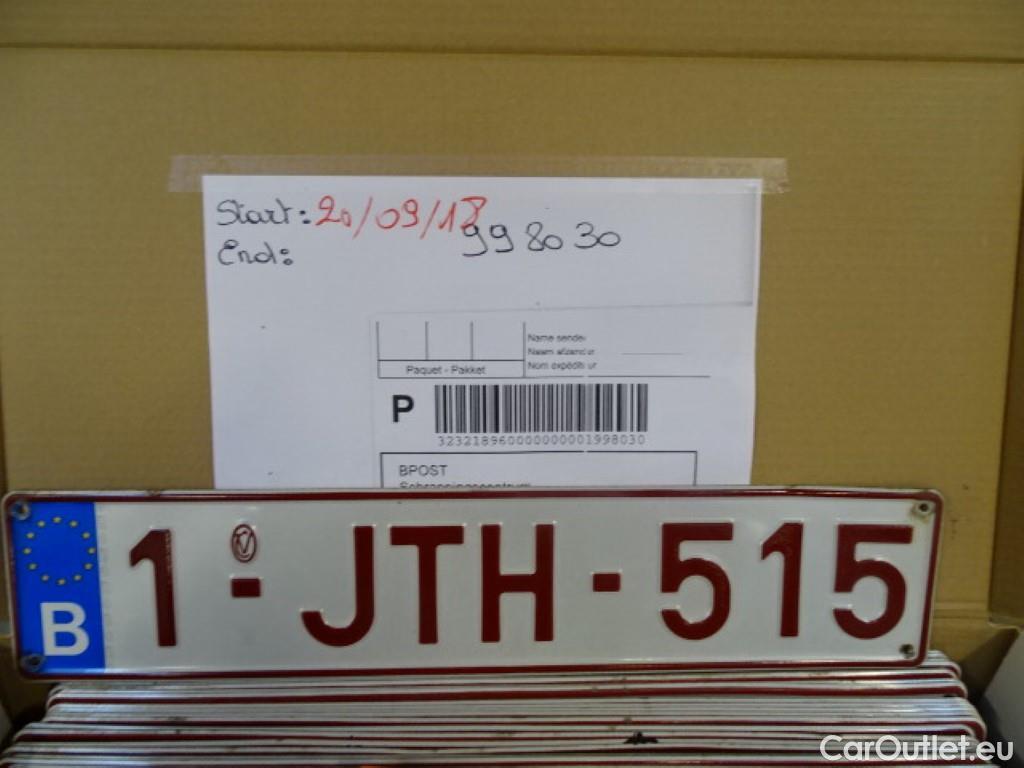 Start: 20/09/18
998030
End:
Name sender
Naam afzender
Paquet - Pakket
Nom expéditeur
P
323218960000000001998030
BPOST
B 1-JTH-515
CarOutlet.eu